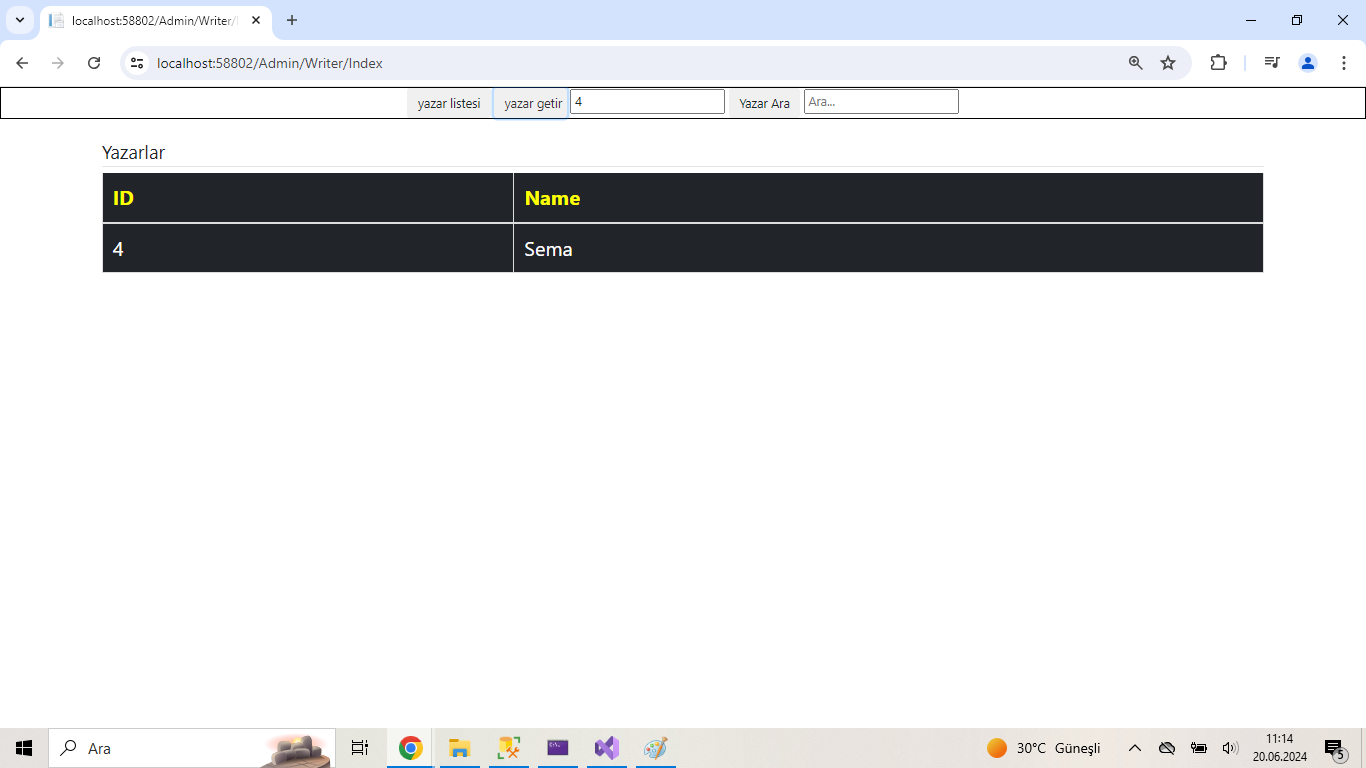 localhost:58802/Admin/Writer/
localhost:58802/Admin/Writer/Index
yazar listesi yazar getir 4 Yazar Ara Ara...
Yazarlar
ID Name
4 Sema
Ara 30°C Güneşli 11:14
20.06.2024 5